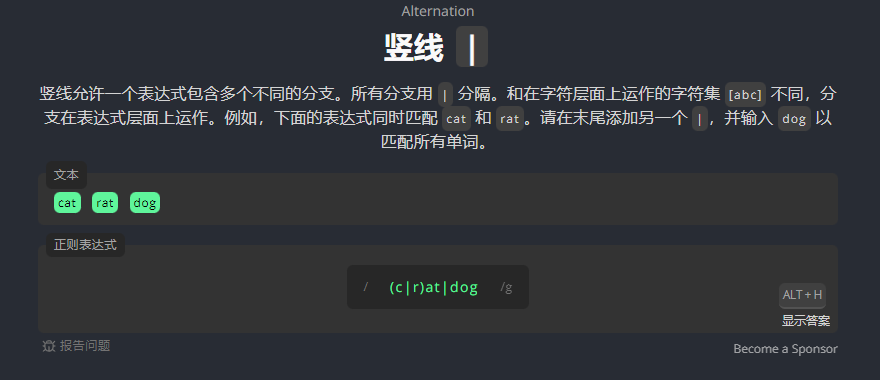 Alternation
竖线 |
竖线允许一个表达式包含多个不同的分支。所有分支用 | 分隔。和在字符层面上运作的字符集 [abc] 不同，分
支在表达式层面上运作。例如，下面的表达式同时匹配 cat 和 rat。请在末尾添加另一个 |，并输入 dog 以
匹配所有单词。
文本
cat rat dog
正则表达式
/ (c|r)at|dog /g
ALT + H
显示答案
报告问题
Become a Sponsor